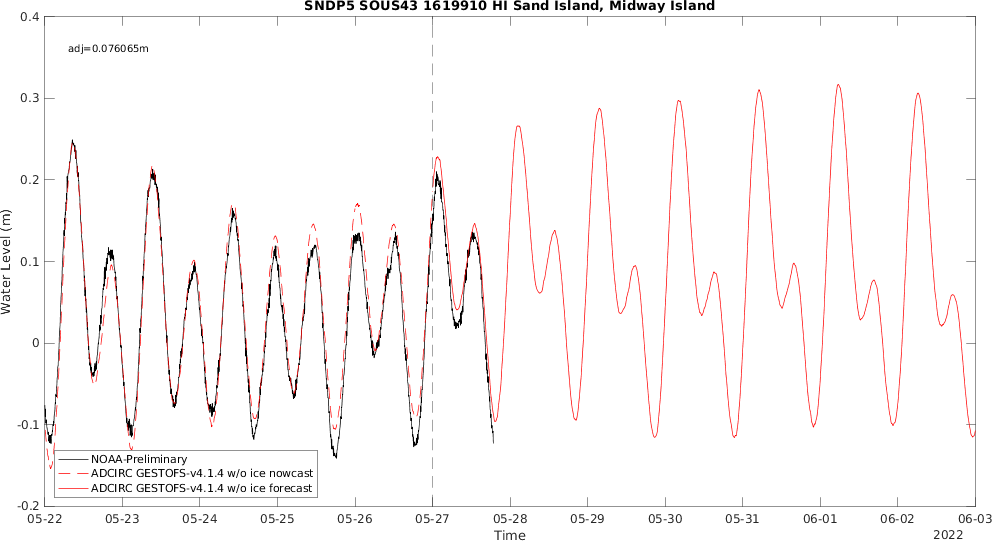 SNDP5 SOUS43 1619910 HI Sand Island, Midway Island
adj=0.076065m
Water Level (m)
0.4
0.3
0.2
0.1
0
-0.1
-0.2
NOAA-Preliminary
ADCIRC GESTOFS-v4.1.4 w/o ice nowcast
ADCIRC GESTOFS-v4.1.4 w/o ice forecast
05-22 05-23 05-24 05-25 05-26 05-27 05-28 05-29 05-30 05-31 06-01 06-02 06-03
Time
2022